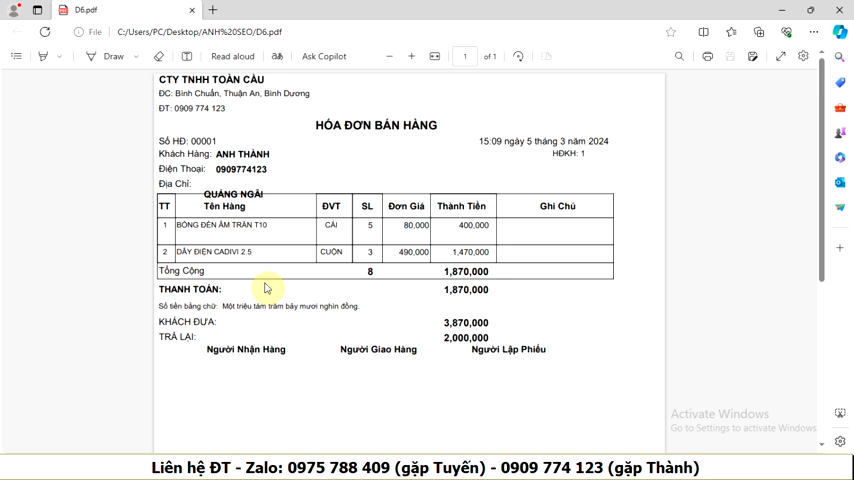 D6.pdf
File C:/Users/PC/Desktop/ANH%20SEO/D6.pdf
Draw Read aloud Ask Copilot 1 of 1
CTY TNHH TOÀN CẦU
ĐC: Bình Chuẩn, Thuận An, Bình Dương
ĐT: 0909 774 123
HÓA ĐƠN BÁN HÀNG
Số HĐ: 00001 15:09 ngày 5 tháng 3 năm 2024
Khách Hàng: ANH THÀNH HĐKH: 1
Điện Thoại: 0909774123
Địa Chỉ:
QUẢNG NGÃI
TT Tên Hàng ĐVT SL Đơn Giá Thành Tiền Ghi Chú
1 BÓNG ĐÈN ÂM TRẦN T10 CÁI 5 80,000 400,000
2 DÂY ĐIỆN CADIVI 2.5 CUỘN 3 490,000 1,470,000
Tổng Cộng 8 1,870,000
THANH TOÁN: 1,870,000
Số tiền bằng chữ: Một triệu tám trăm bảy mươi nghìn đồng.
KHÁCH ĐƯA: 3,870,000
TRẢ LẠI: 2,000,000
Người Nhận Hàng Người Giao Hàng Người Lập Phiếu
Activate Windows
Go to Settings to activate Windows
Liên hệ ĐT - Zalo: 0975 788 409 (gặp Tuyến) - 0909 774 123 (gặp Thành)